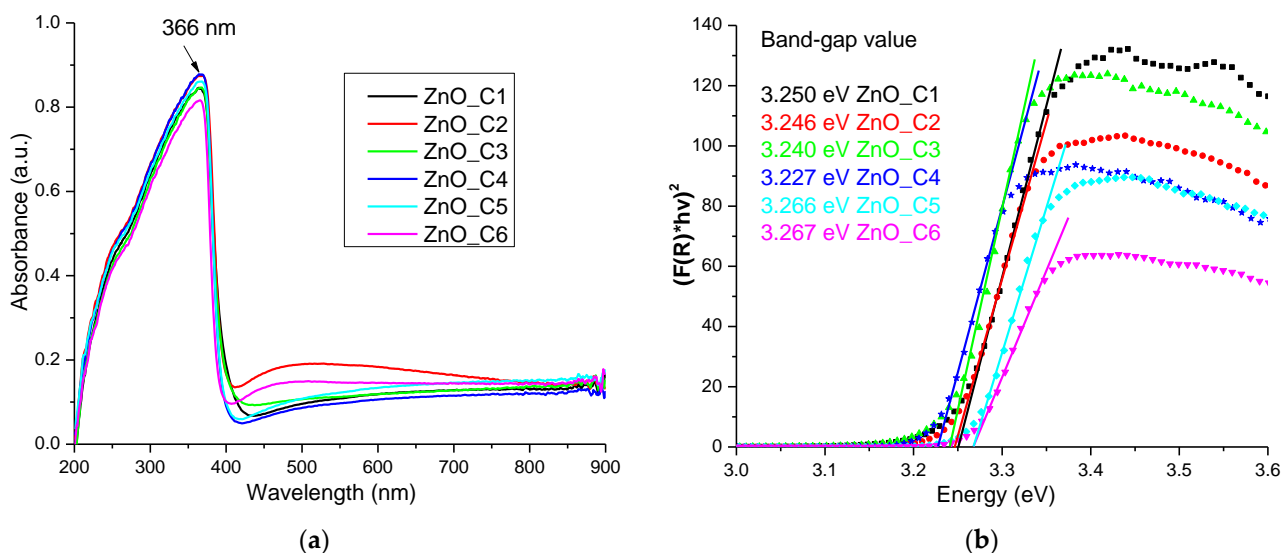 366 nm
ZnO_C1
ZnO_C2
ZnO_C3
ZnO_C4
ZnO_C5
ZnO_C6
Absorbance (a.u.)
1.0
0.8
0.6
0.4
0.2
0.0
200 300 400 500 600 700 800 900
Wavelength (nm)
(a)
Band-gap value
3.250 eV ZnO_C1
3.246 eV ZnO_C2
3.240 eV ZnO_C3
3.227 eV ZnO_C4
3.266 eV ZnO_C5
3.267 eV ZnO_C6
(F(R)*hν)²
140
120
100
80
60
40
20
0
3.0 3.1 3.2 3.3 3.4 3.5 3.6
Energy (eV)
(b)